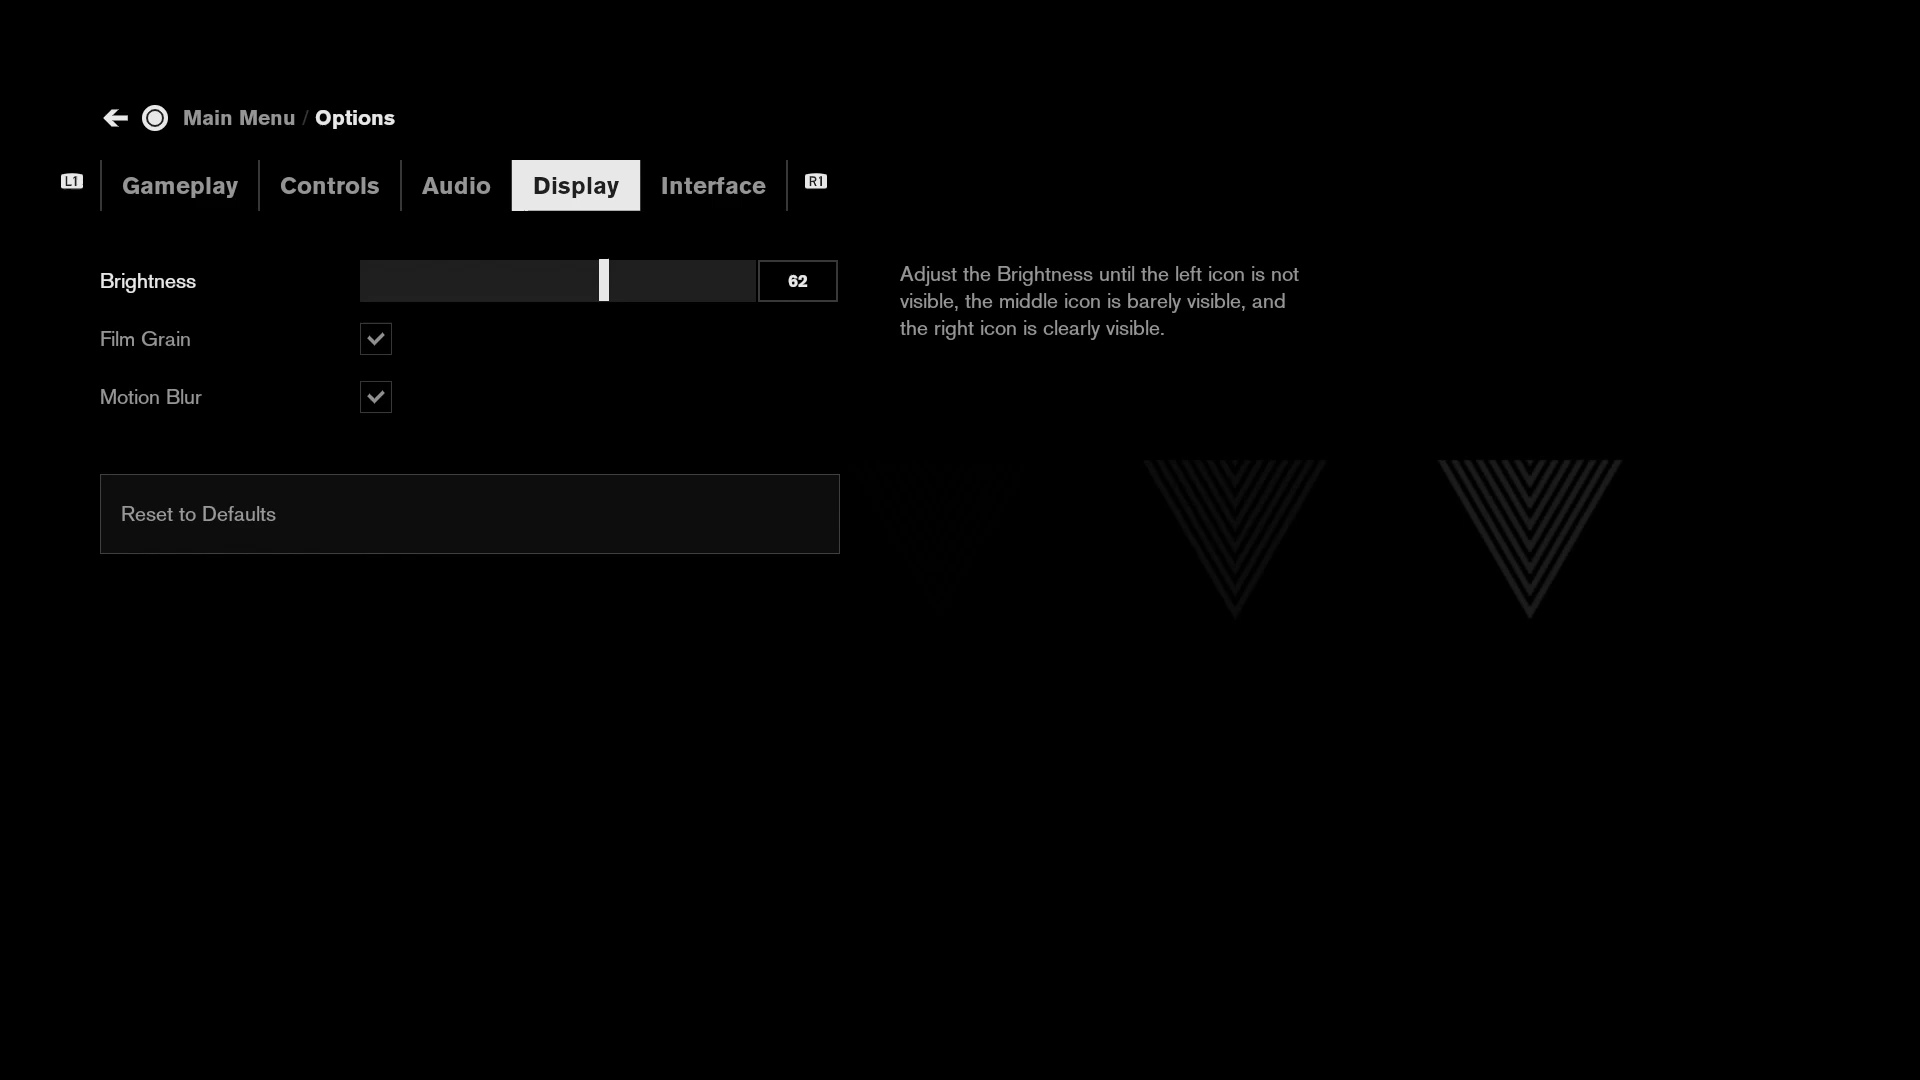 Main Menu / Options
L1 Gameplay Controls Audio Display Interface R1
Brightness 62
Film Grain
Motion Blur
Reset to Defaults
Adjust the Brightness until the left icon is not
visible, the middle icon is barely visible, and
the right icon is clearly visible.